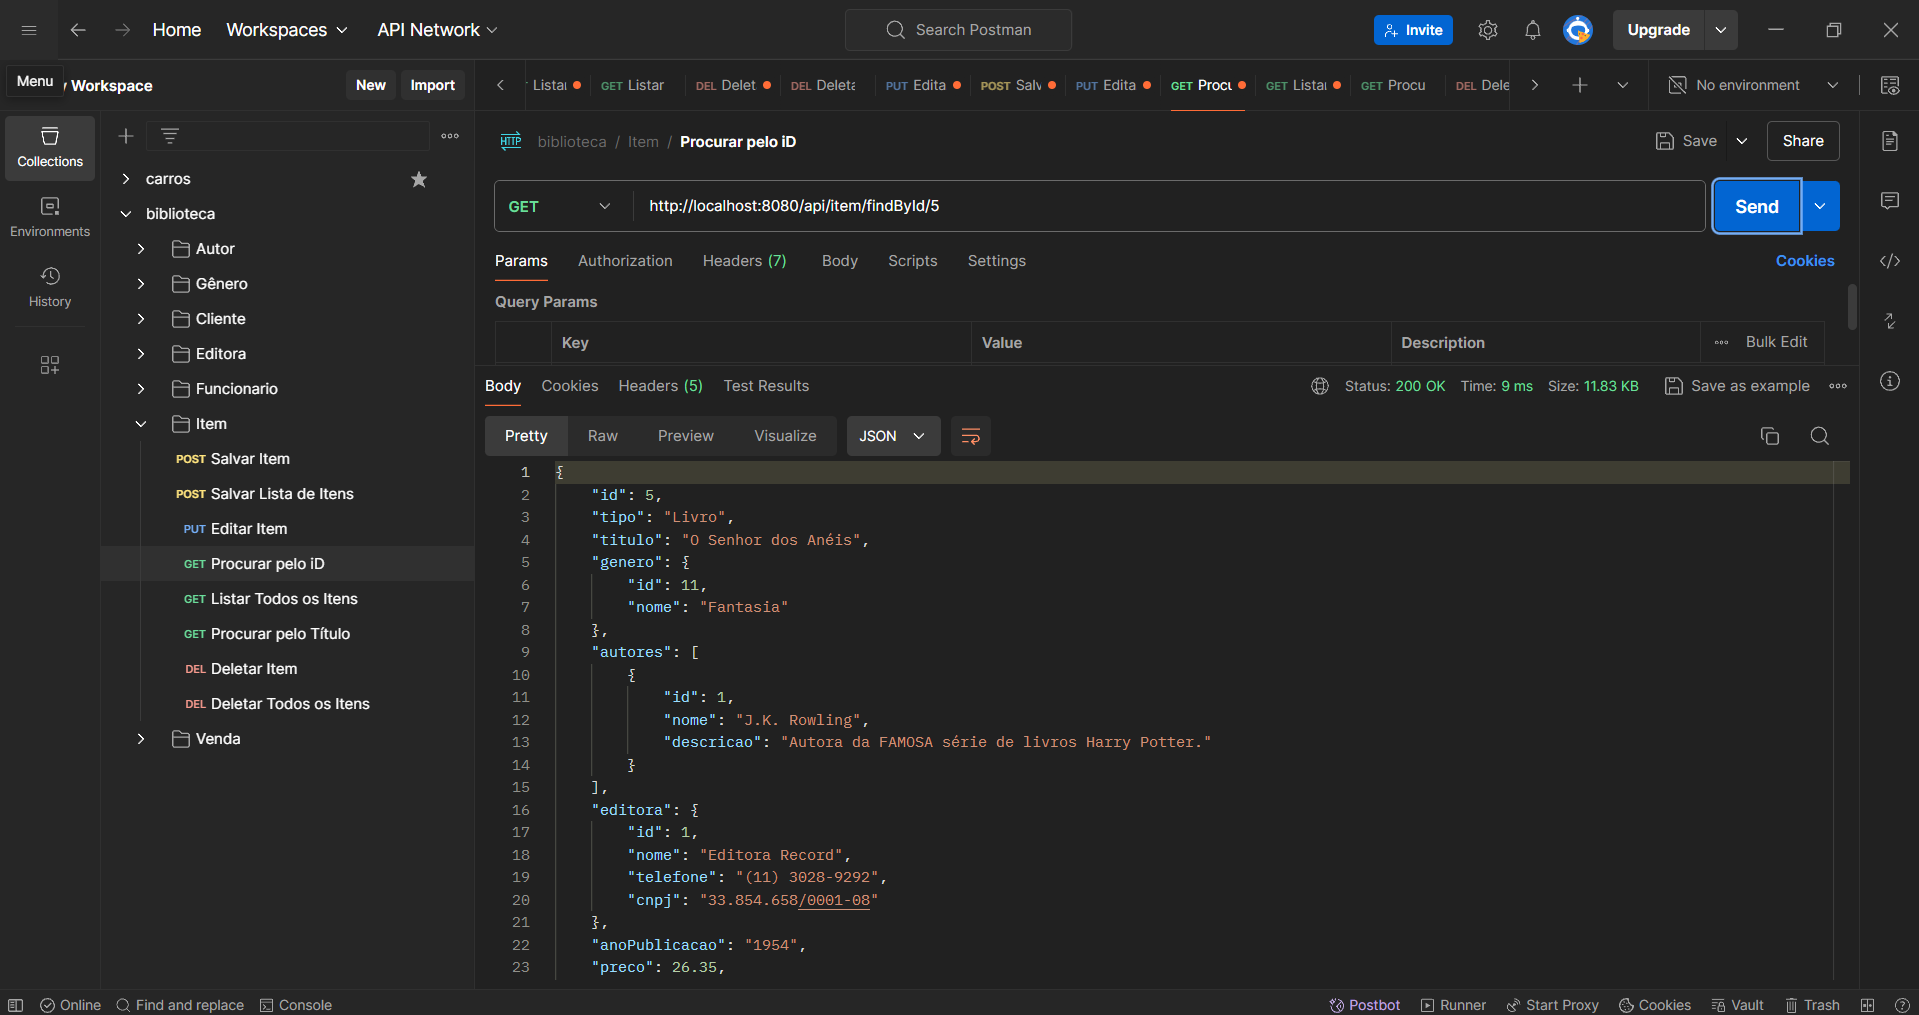 Home Workspaces API Network Search Postman Invite Upgrade
Menu Workspace New Import
Listar GET Listar DEL Delet DEL Delet PUT Edita POST Salv PUT Edita GET Procu GET Listar GET Procu DEL Dele No environment
Collections
Environments
History
carros
biblioteca
Autor
Gênero
Cliente
Editora
Funcionario
Item
POST Salvar Item
POST Salvar Lista de Itens
PUT Editar Item
GET Procurar pelo iD
GET Listar Todos os Itens
GET Procurar pelo Título
DEL Deletar Item
DEL Deletar Todos os Itens
Venda
HTTP biblioteca / Item / Procurar pelo iD Save Share
GET http://localhost:8080/api/item/findById/5 Send
Params Authorization Headers (7) Body Scripts Settings Cookies
Query Params
Key Value Description Bulk Edit
Body Cookies Headers (5) Test Results Status: 200 OK Time: 9 ms Size: 11.83 KB Save as example
Pretty Raw Preview Visualize JSON
1 {
2 "id": 5,
3 "tipo": "Livro",
4 "titulo": "O Senhor dos Anéis",
5 "genero": {
6 "id": 11,
7 "nome": "Fantasia"
8 },
9 "autores": [
10 {
11 "id": 1,
12 "nome": "J.K. Rowling",
13 "descricao": "Autora da FAMOSA série de livros Harry Potter."
14 }
15 ],
16 "editora": {
17 "id": 1,
18 "nome": "Editora Record",
19 "telefone": "(11) 3028-9292",
20 "cnpj": "33.854.658/0001-08"
21 },
22 "anoPublicacao": "1954",
23 "preco": 26.35,
Online Find and replace Console Postbot Runner Start Proxy Cookies Vault Trash